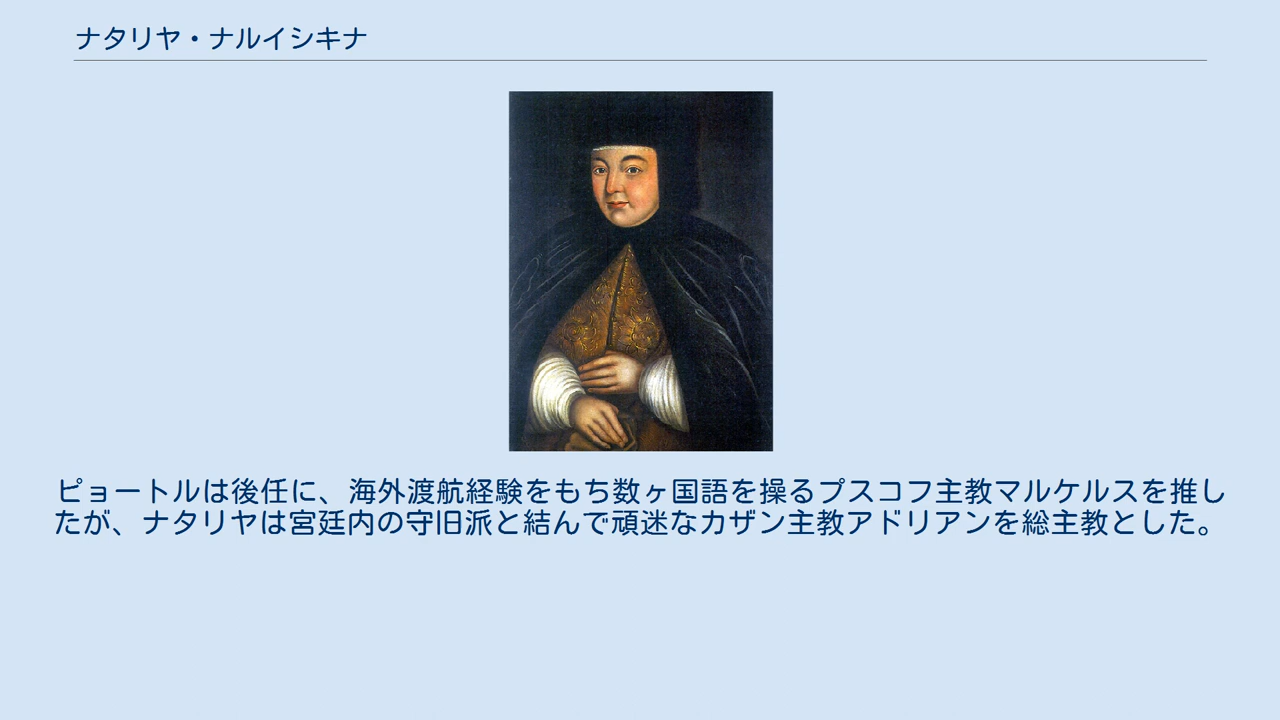 ナタリヤ・ナルイシキナ
ピョートルは後任に、海外渡航経験をもち数ヶ国語を操るプスコフ主教マルケルスを推し
たが、ナタリヤは宮廷内の守旧派と結んで頑迷なカザン主教アドリアンを総主教とした。